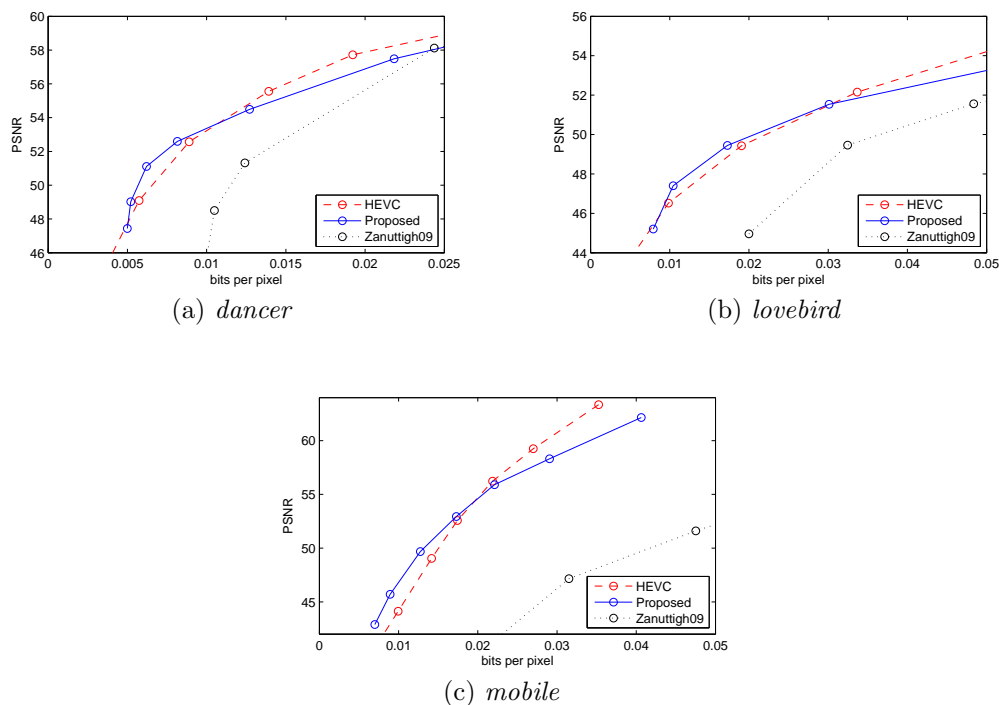 60
58
56
54
52
50
48
46
PSNR
0 0.005 0.01 0.015 0.02 0.025
bits per pixel
HEVC
Proposed
Zanuttigh09
(a) dancer
56
54
52
50
48
46
44
PSNR
0 0.01 0.02 0.03 0.04 0.05
bits per pixel
HEVC
Proposed
Zanuttigh09
(b) lovebird
60
55
50
45
PSNR
0 0.01 0.02 0.03 0.04 0.05
bits per pixel
HEVC
Proposed
Zanuttigh09
(c) mobile